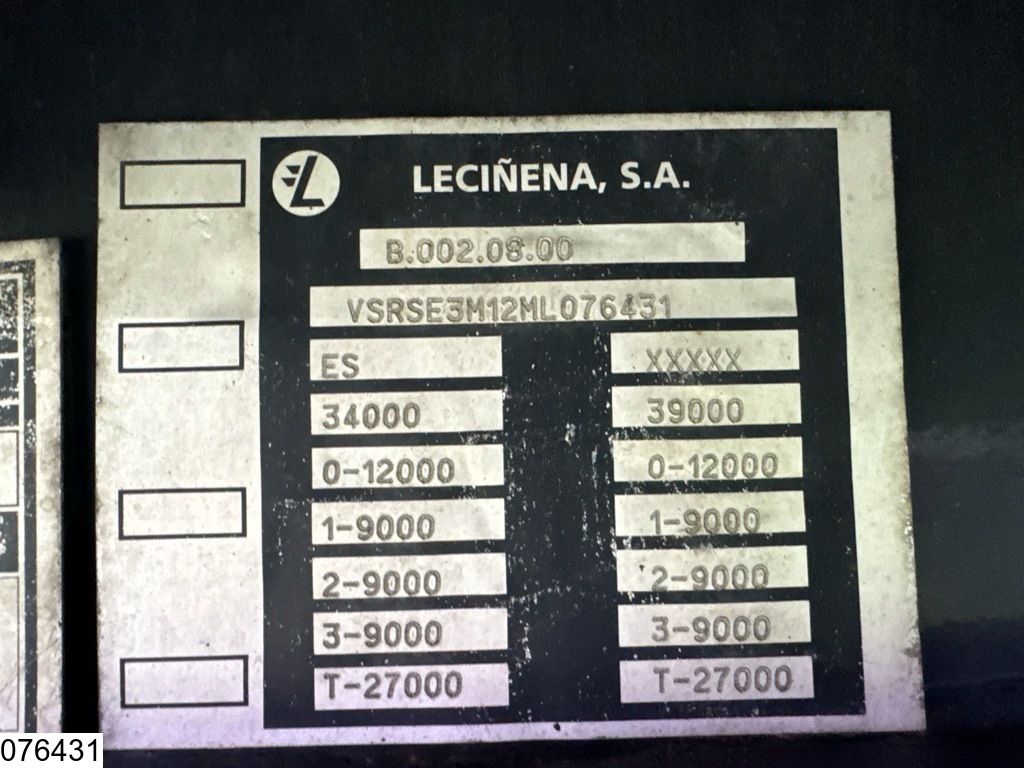 LECIÑENA, S.A.
B.002.08.00
VSRSE3M12ML076431
ES XXXXX
34000 39000
0-12000 0-12000
1-9000 1-9000
2-9000 2-9000
3-9000 3-9000
T-27000 T-27000
076431